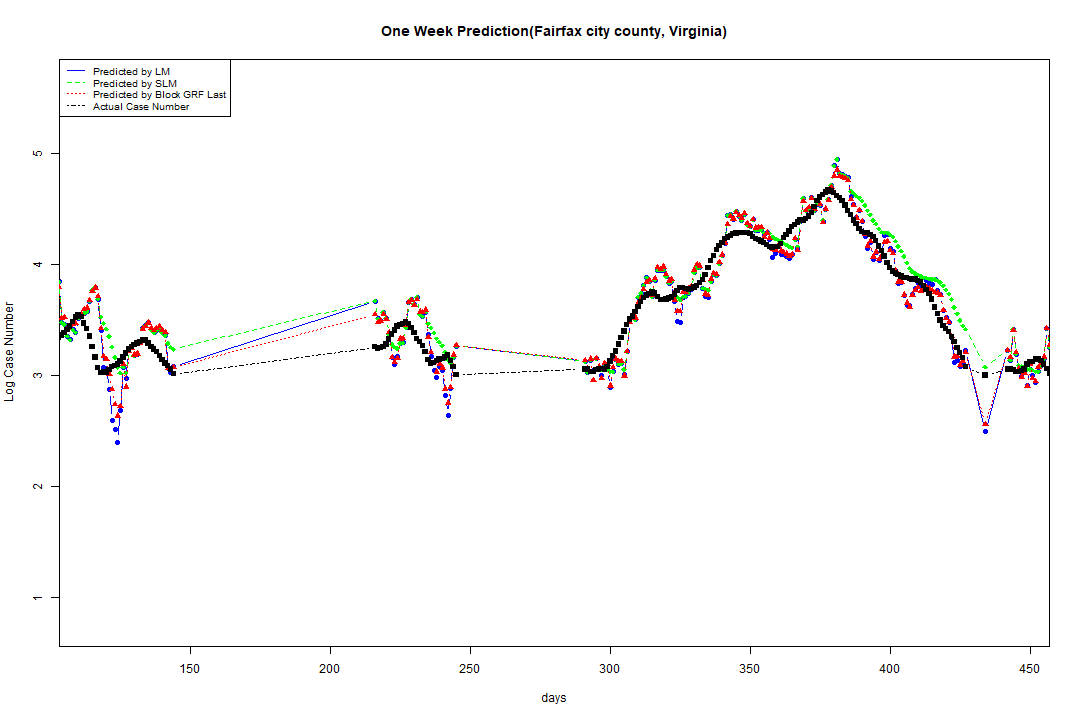 One Week Prediction(Fairfax city county, Virginia)
Predicted by LM
Predicted by SLM
Predicted by Block GRF Last
Actual Case Number
5
4
3
2
1
Log Case Number
150 200 250 300 350 400 450
days